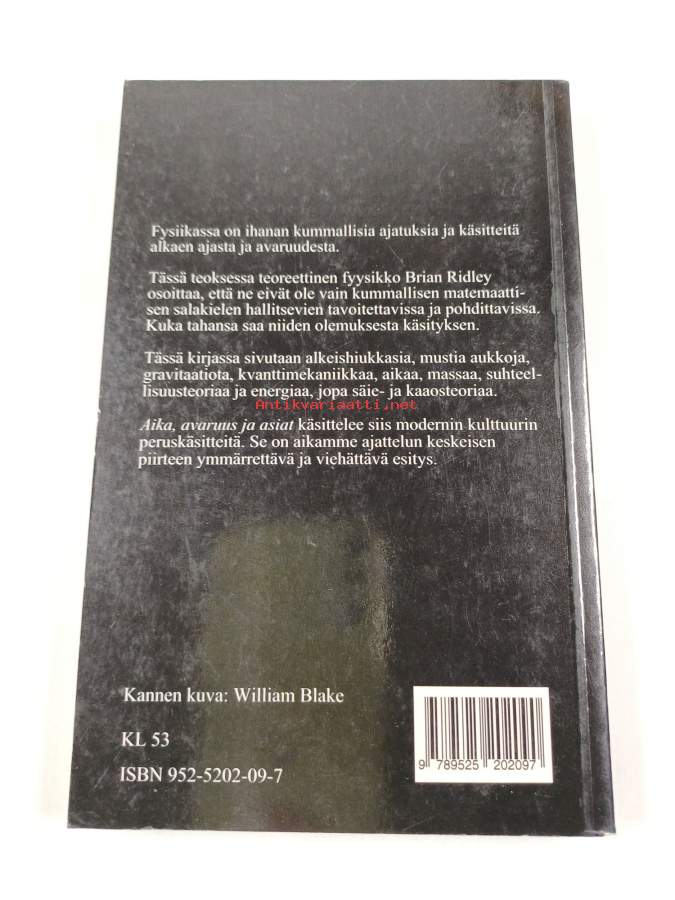 Fysiikassa on ihanan kummallisia ajatuksia ja käsitteitä
alkaen ajasta ja avaruudesta.
Tässä teoksessa teoreettinen fyysikko Brian Ridley
osoittaa, että ne eivät ole vain kummallisen matemaatti-
sen salakielen hallitsevien tavoitettavissa ja pohdittavissa.
Kuka tahansa saa niiden olemuksesta käsityksen.
Tässä kirjassa sivutaan alkeishiukkasia, mustia aukkoja,
gravitaatiota, kvanttimekaniikkaa, aikaa, massaa, suhteel-
lisuusteoriaa ja energiaa, jopa säie- ja kaaosteoriaa.
Antikvariaatti.net
Aika, avaruus ja asiat käsittelee siis modernin kulttuurin
peruskäsitteitä. Se on aikamme ajattelun keskeisen
piirteen ymmärrettävä ja viehättävä esitys.
Kannen kuva: William Blake
KL 53
ISBN 952-5202-09-7
9 789525 202097